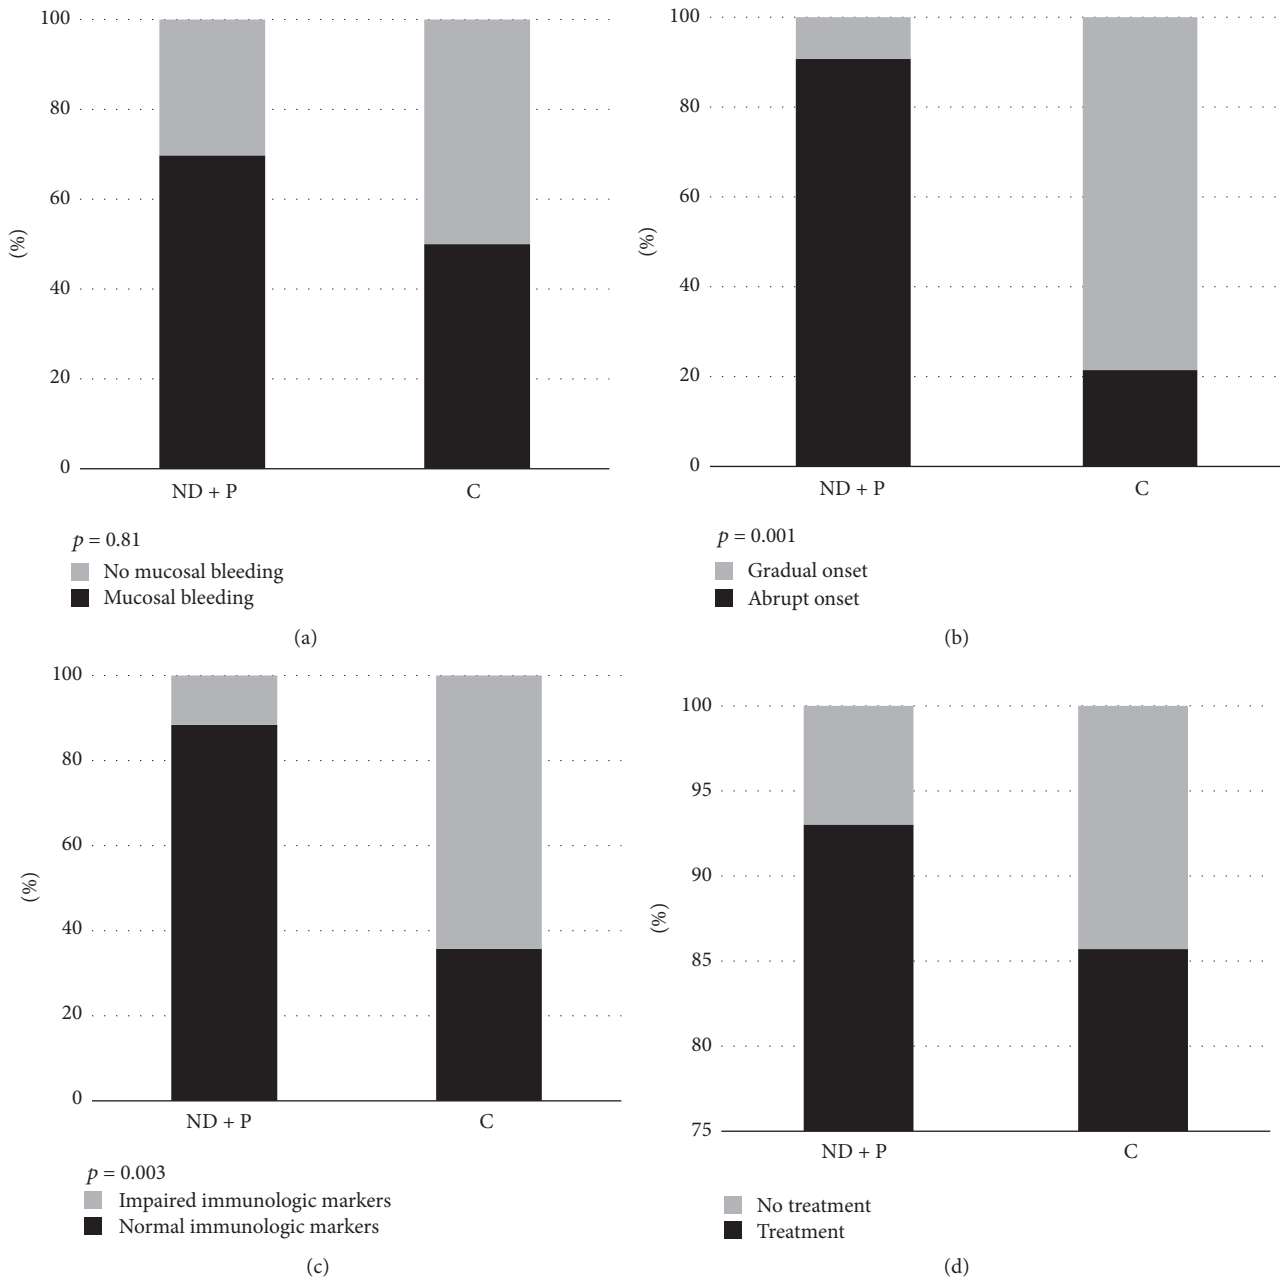 100
80
60
40
20
0
(%)
ND + P
C
p = 0.81
No mucosal bleeding
Mucosal bleeding
(a)
100
80
60
40
20
0
(%)
ND + P
C
p = 0.001
Gradual onset
Abrupt onset
(b)
100
80
60
40
20
0
(%)
ND + P
C
p = 0.003
Impaired immunologic markers
Normal immunologic markers
(c)
100
95
90
85
80
75
(%)
ND + P
C
No treatment
Treatment
(d)